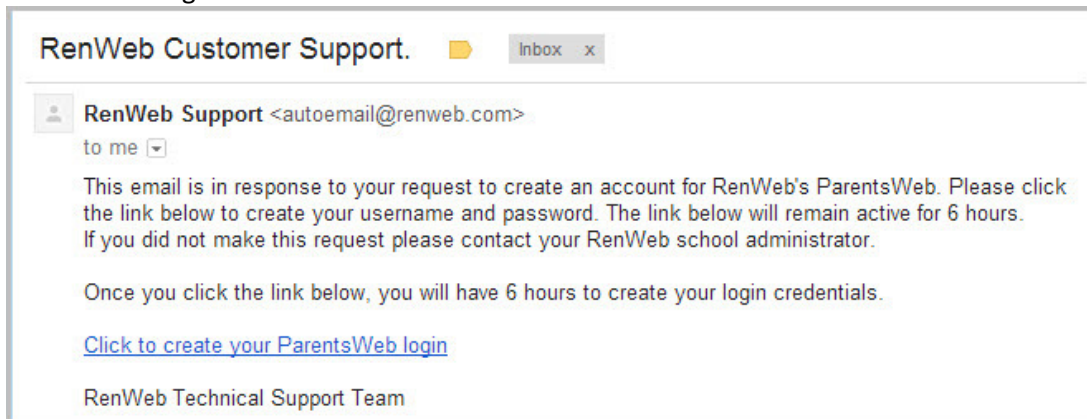 RenWeb Customer Support. Inbox x
RenWeb Support <autoemail@renweb.com>
to me
This email is in response to your request to create an account for RenWeb's ParentsWeb. Please click
the link below to create your username and password. The link below will remain active for 6 hours.
If you did not make this request please contact your RenWeb school administrator.
Once you click the link below, you will have 6 hours to create your login credentials.
Click to create your ParentsWeb login
RenWeb Technical Support Team